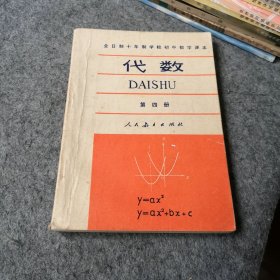 全日制十年制学校初中数学课本
代数
DAISHU
第四册
人民教育出版社
y=ax²
y=ax²+bx+c